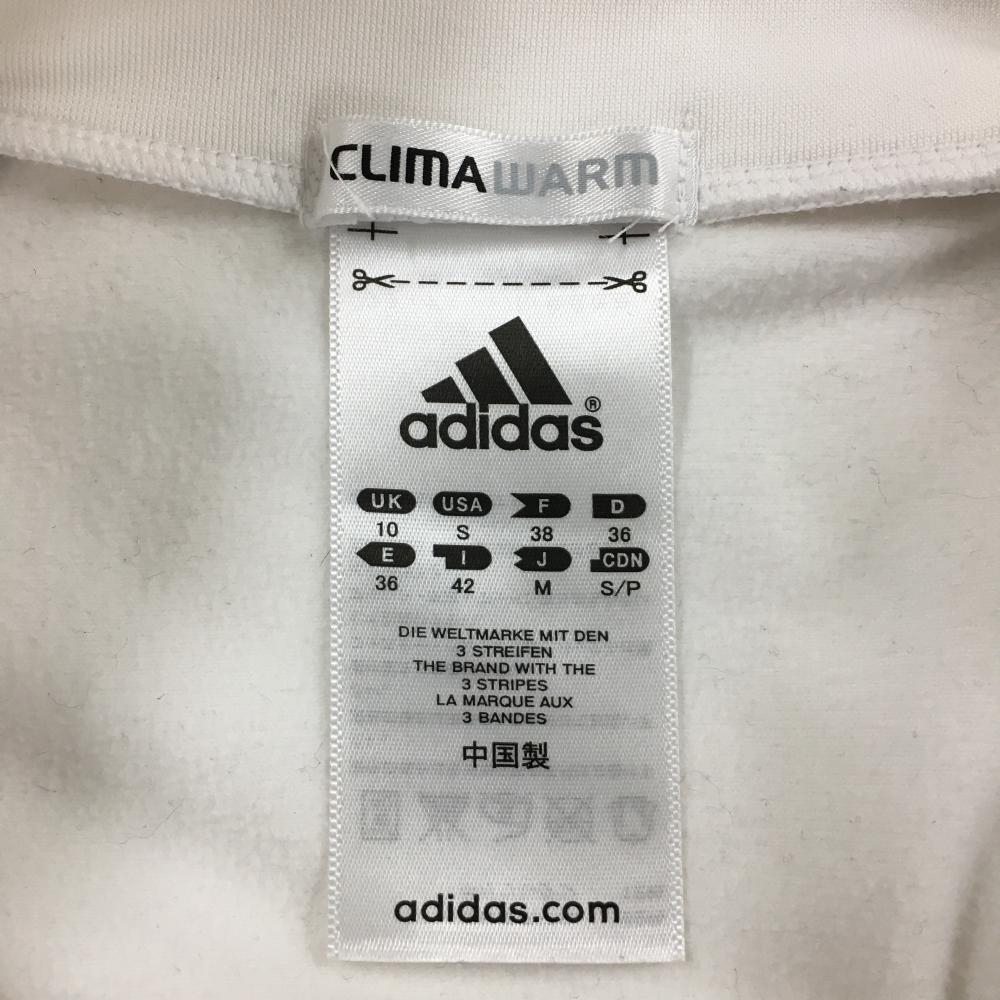 CLIMAWARM
adidas®
UK USA F D
10 S 38 36
E I J CDN
36 42 M S/P
DIE WELTMARKE MIT DEN
3 STREIFEN
THE BRAND WITH THE
3 STRIPES
LA MARQUE AUX
3 BANDES
中国製
adidas.com